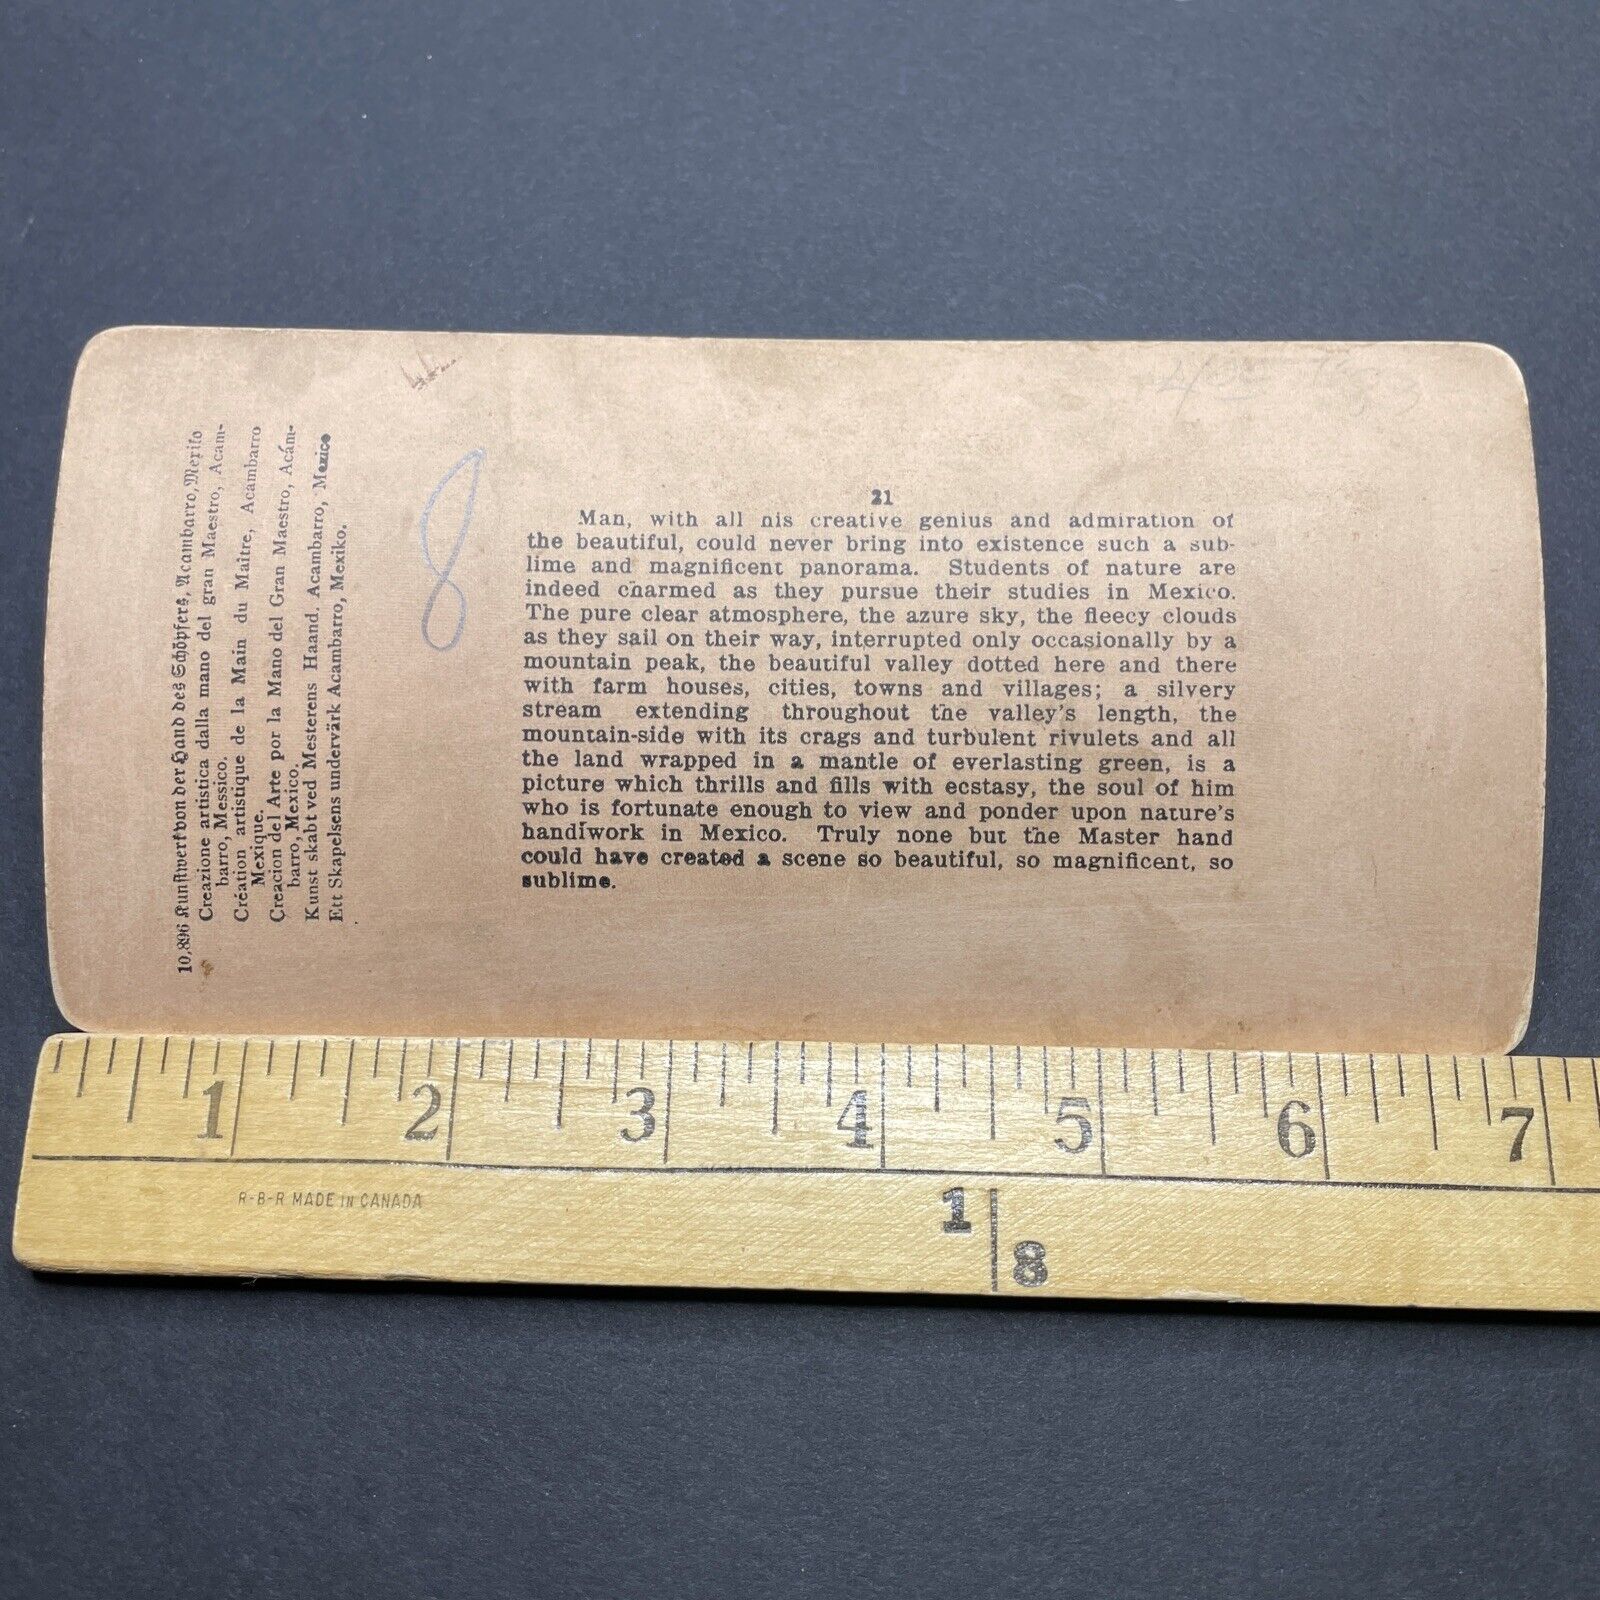 10,896 Kunstwerk von der Hand des Schöpfers, Acambarro, Mexiko
Creazione artistica dalla mano del gran Maestro, Acam-
barro, Messico.
Création artistique de la Main du Maître, Acambarro
Mexique.
Creacion del Arte por la Mano del Gran Maestro, Acám-
barro, Mexico.
Kunst skabt ved Mesterens Haand. Acambarro, Mexico
Ett Skapelsens underværk Acambarro, Mexiko.
8
21
Man, with all his creative genius and admiration of
the beautiful, could never bring into existence such a sub-
lime and magnificent panorama. Students of nature are
indeed charmed as they pursue their studies in Mexico.
The pure clear atmosphere, the azure sky, the fleecy clouds
as they sail on their way, interrupted only occasionally by a
mountain peak, the beautiful valley dotted here and there
with farm houses, cities, towns and villages; a silvery
stream extending throughout the valley's length, the
mountain-side with its crags and turbulent rivulets and all
the land wrapped in a mantle of everlasting green, is a
picture which thrills and fills with ecstasy, the soul of him
who is fortunate enough to view and ponder upon nature's
handiwork in Mexico. Truly none but the Master hand
could have created a scene so beautiful, so magnificent, so
sublime.
1 2 3 4 5 6 7
R-B-R MADE IN CANADA
1
8